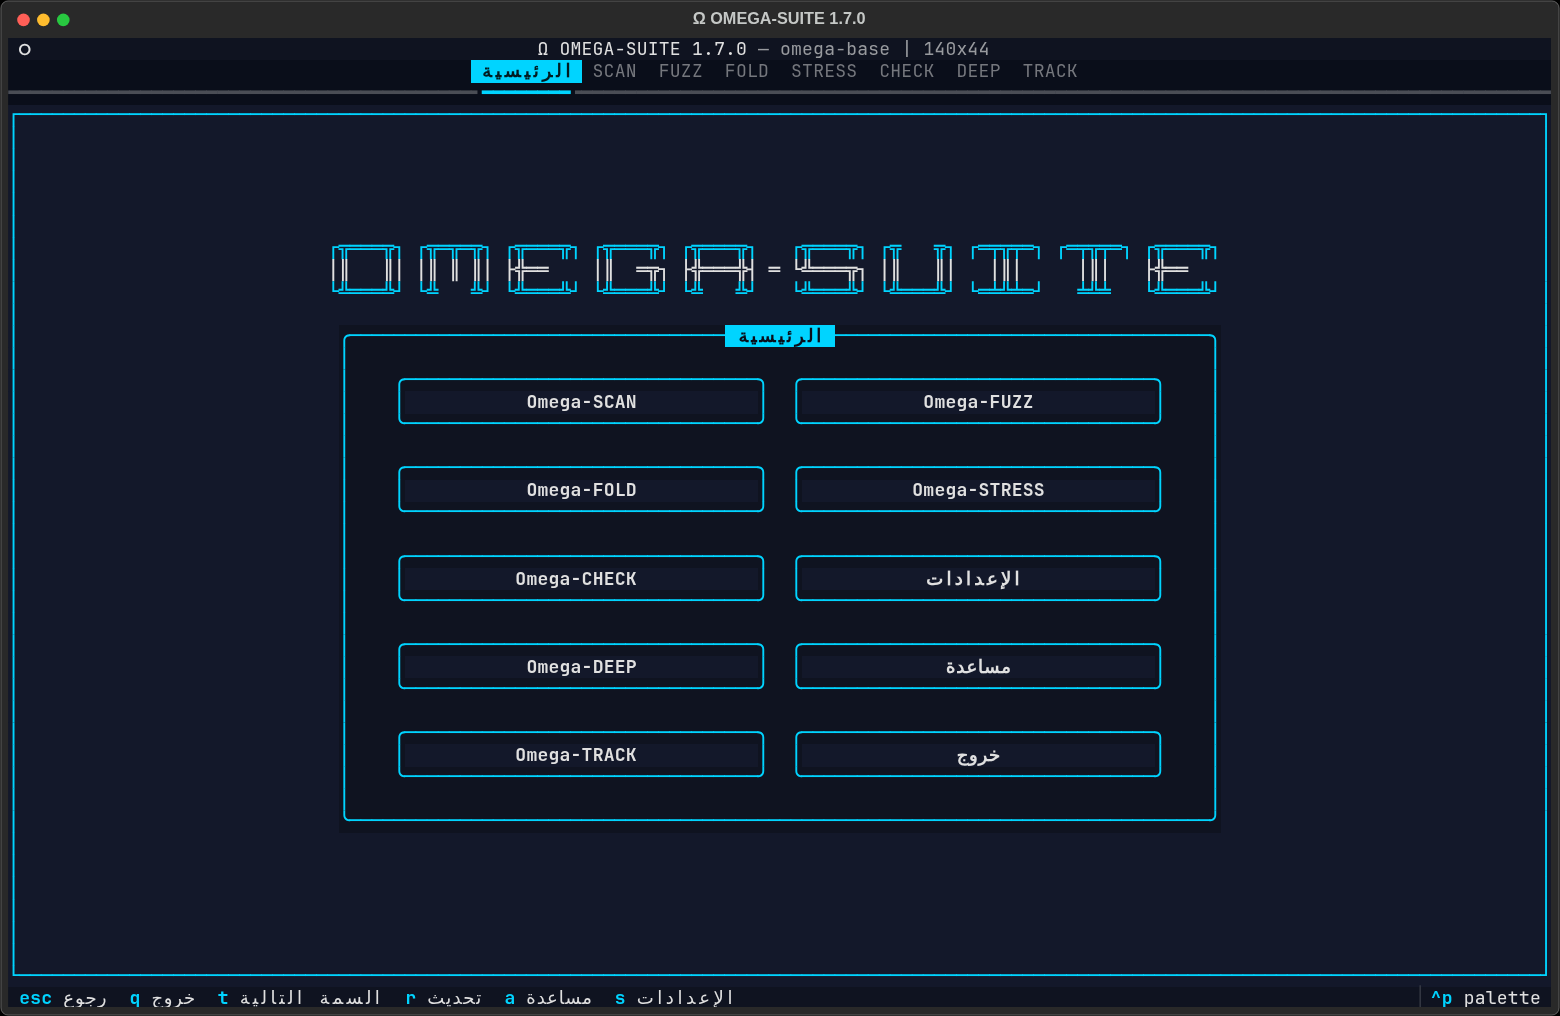 Ω OMEGA-SUITE 1.7.0
Ω OMEGA-SUITE 1.7.0 — omega-base | 140x44
الرئيسية SCAN FUZZ FOLD STRESS CHECK DEEP TRACK
OMEGA-SUITE
الرئيسية
Omega-SCAN Omega-FUZZ
Omega-FOLD Omega-STRESS
Omega-CHECK الإعدادات
Omega-DEEP مساعدة
Omega-TRACK خروج
esc رجوع q خروج t السمة التالية r تحديث a مساعدة s الإعدادات ^p palette